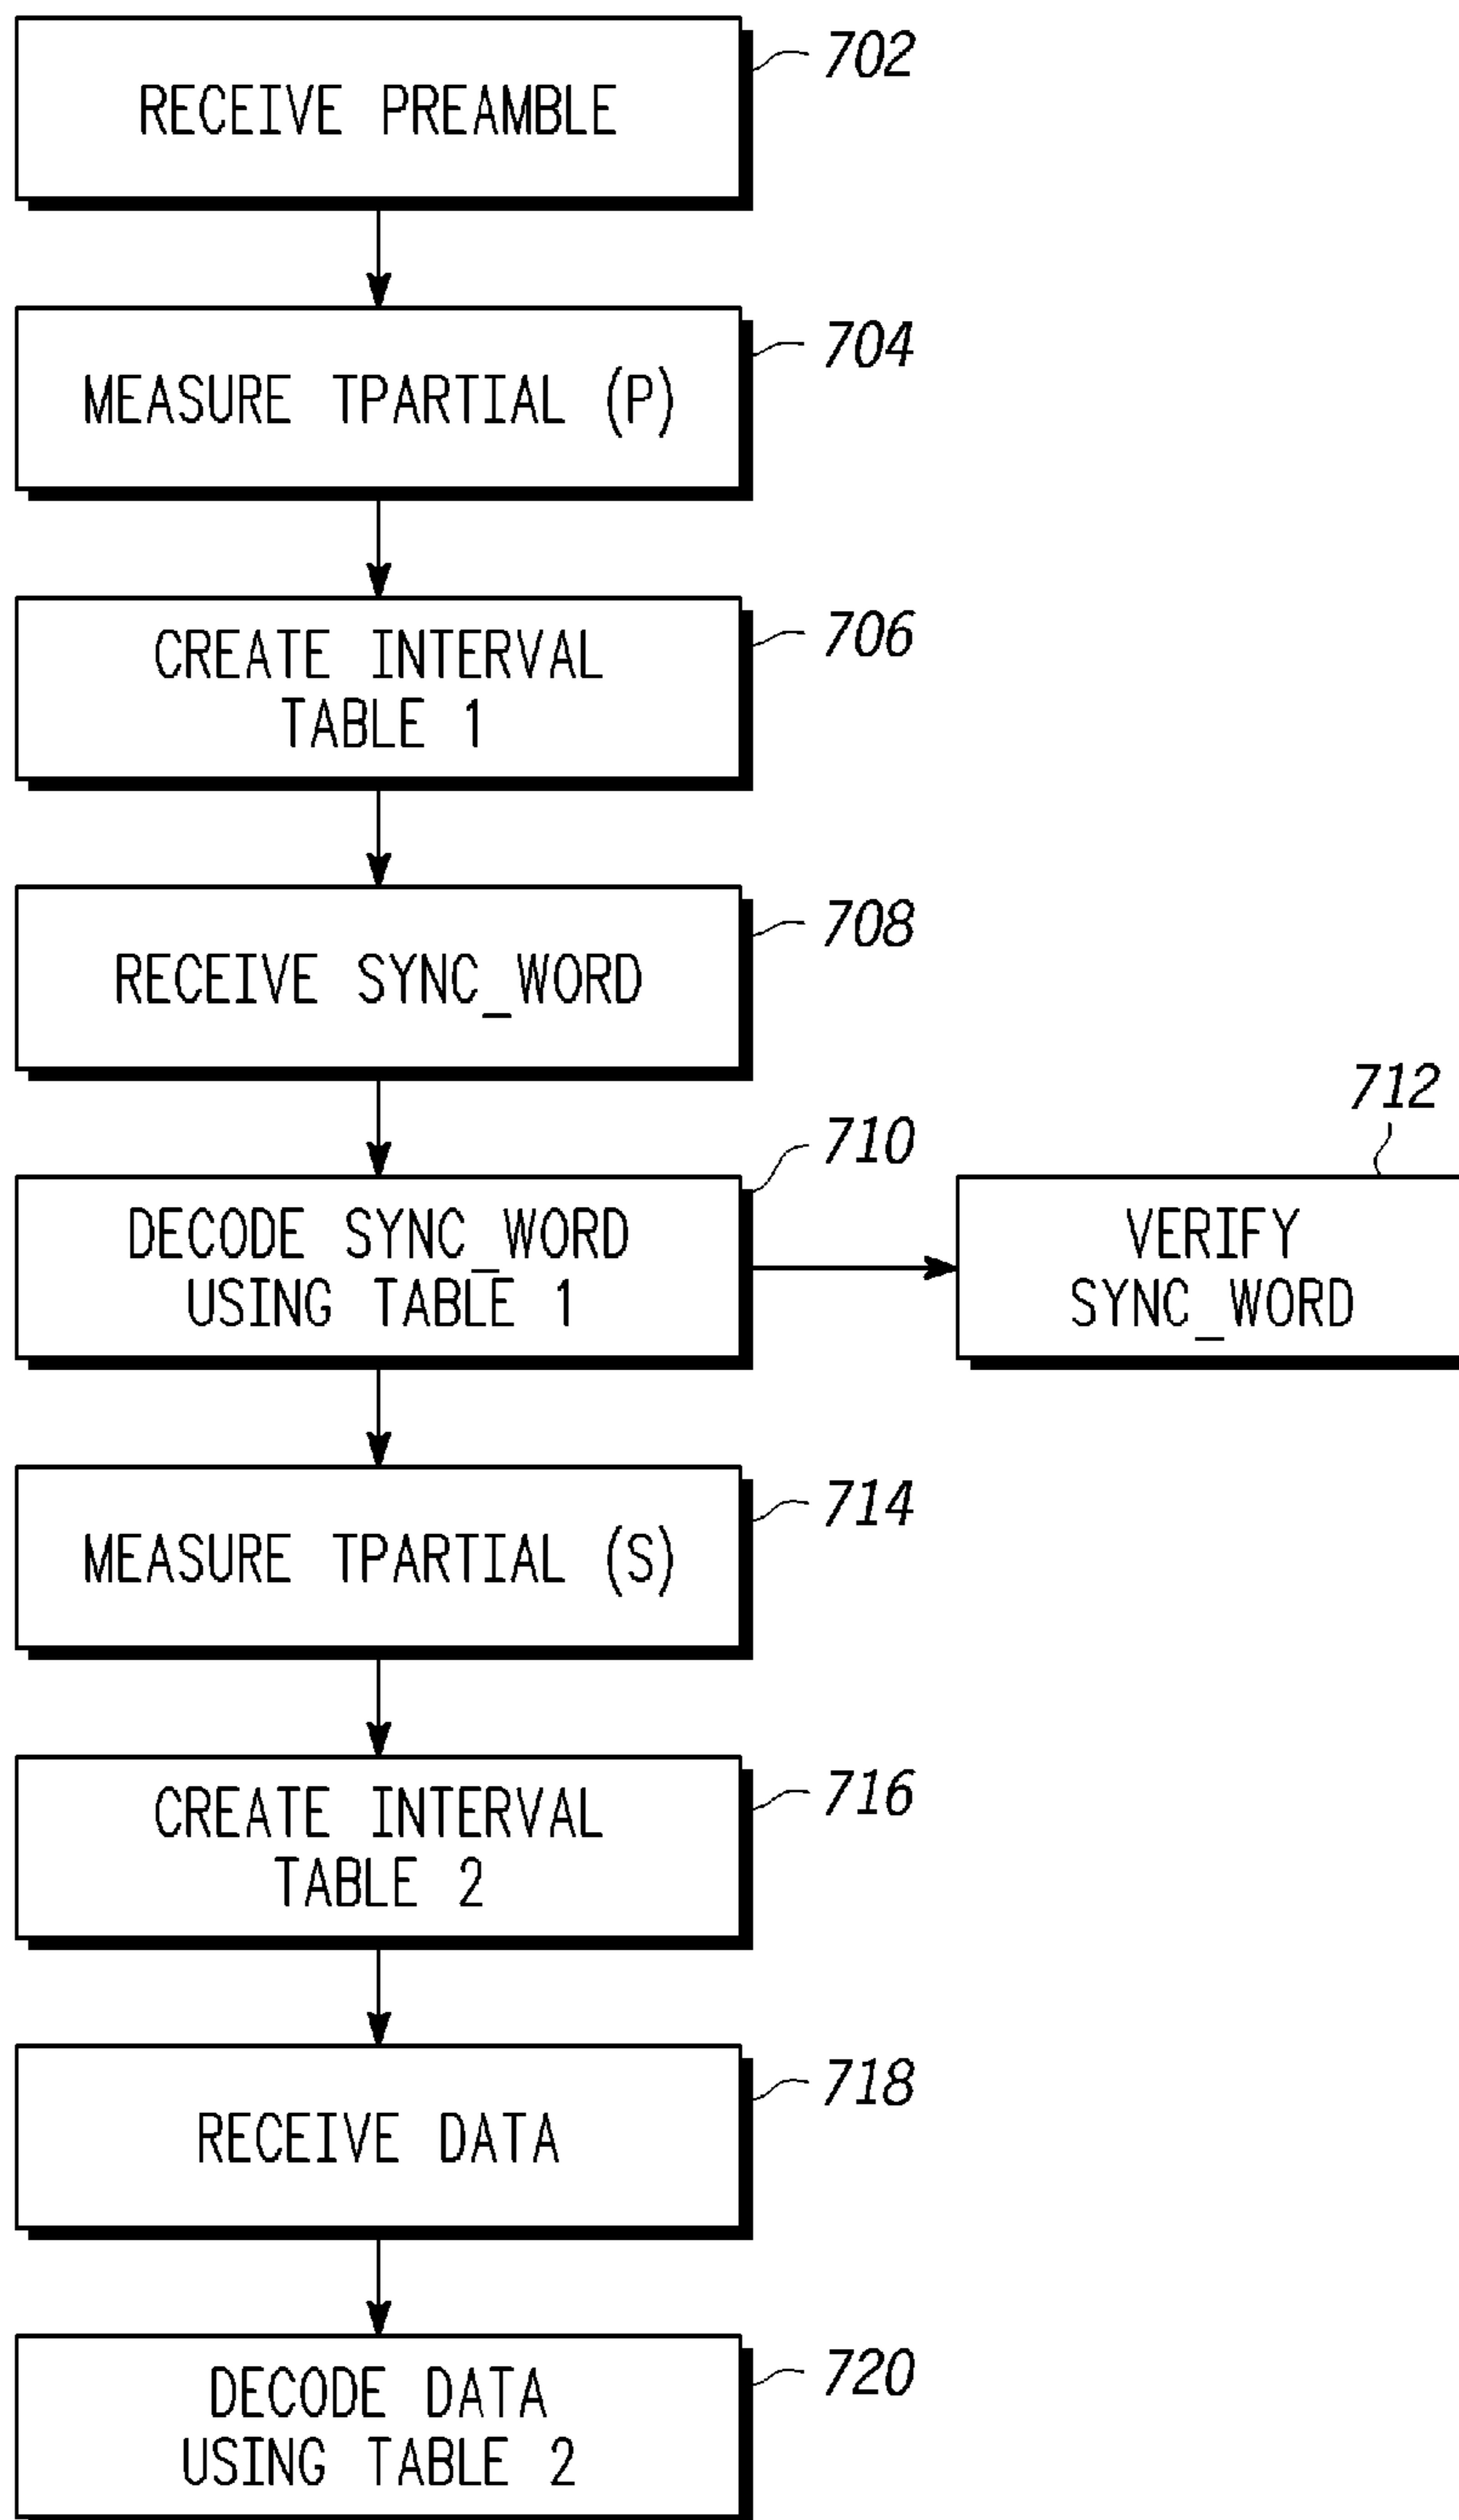 RECEIVE PREAMBLE
702
MEASURE TPARTIAL (P)
704
CREATE INTERVAL
TABLE 1
706
RECEIVE SYNC_WORD
708
DECODE SYNC_WORD
USING TABLE 1
710
VERIFY
SYNC_WORD
712
MEASURE TPARTIAL (S)
714
CREATE INTERVAL
TABLE 2
716
RECEIVE DATA
718
DECODE DATA
USING TABLE 2
720